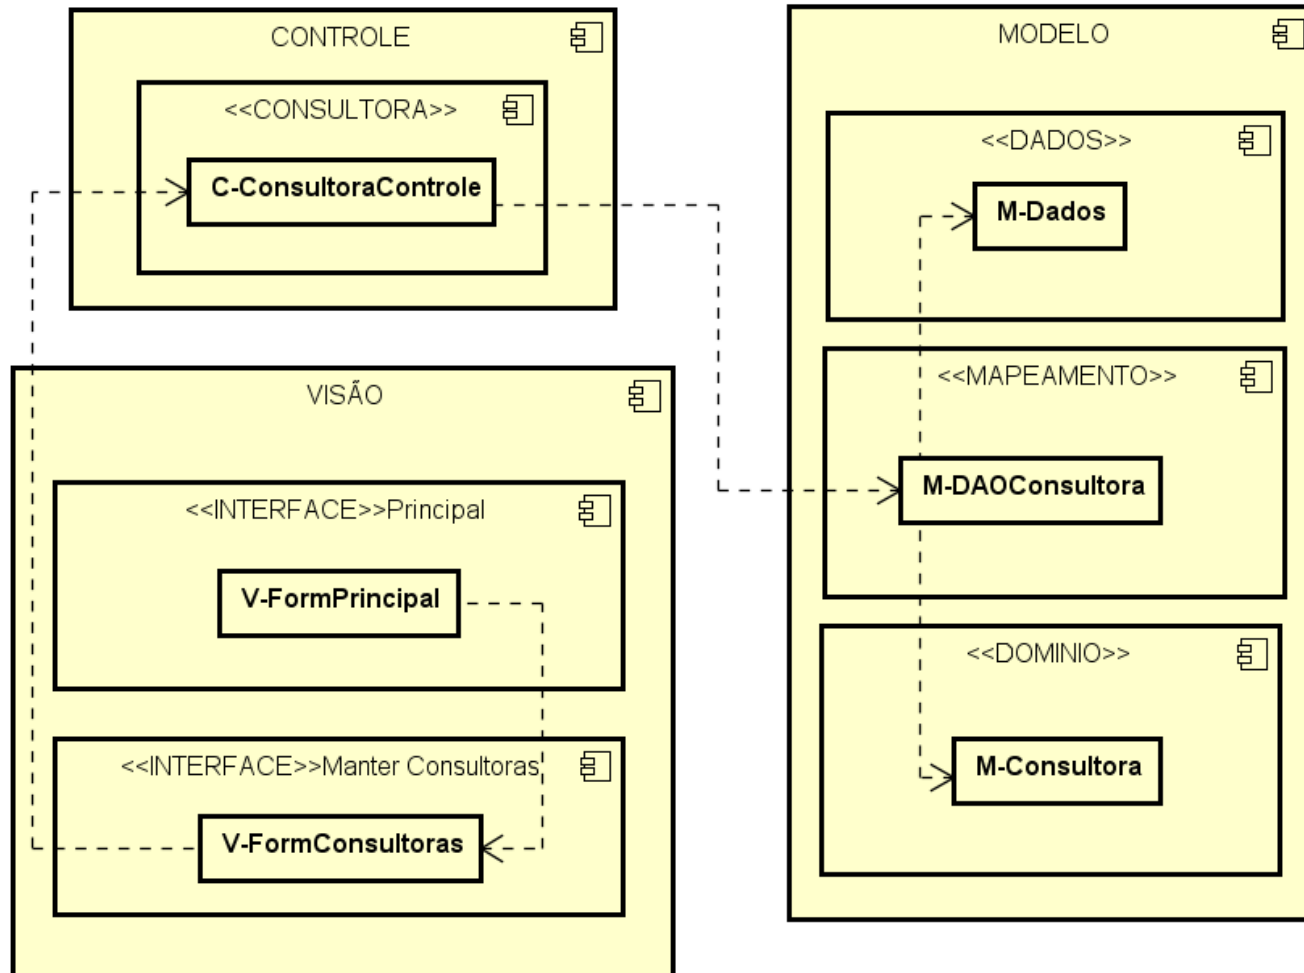 CONTROLE
<<CONSULTORA>>
C-ConsultoraControle
VISÃO
<<INTERFACE>>Principal
V-FormPrincipal
<<INTERFACE>>Manter Consultoras
V-FormConsultoras
MODELO
<<DADOS>>
M-Dados
<<MAPEAMENTO>>
M-DAOConsultora
<<DOMINIO>>
M-Consultora